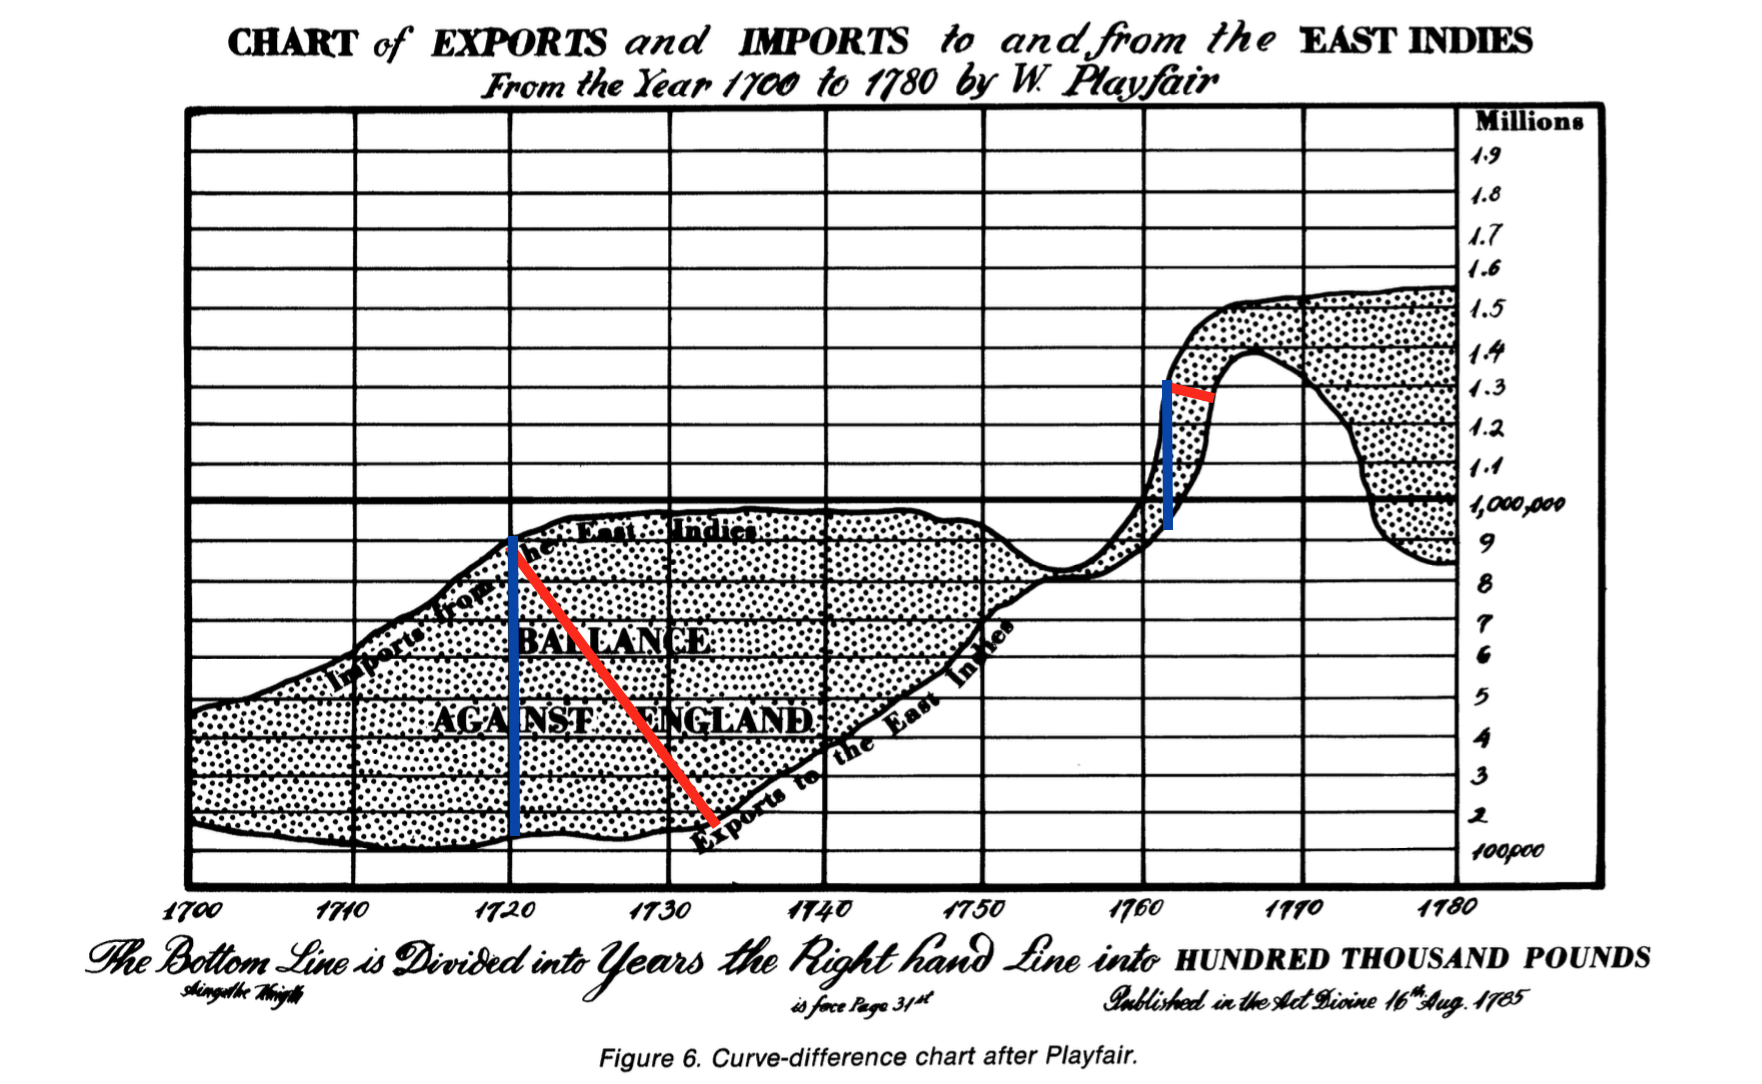 CHART of EXPORTS and IMPORTS to and from the EAST INDIES
From the Year 1700 to 1780 by W. Playfair
Millions
1.9
1.8
1.7
1.6
1.5
1.4
1.3
1.2
1.1
1,000,000
9
8
7
6
5
4
3
2
100,000
Imports from the East Indies
BALLANCE
AGAINST ENGLAND
Exports to the East Indies
1700 1710 1720 1730 1740 1750 1760 1770 1780
The Bottom Line is Divided into Years the Right hand Line into HUNDRED THOUSAND POUNDS
is face Page 31st
Published in the Act Divine 16th Aug. 1785
Figure 6. Curve-difference chart after Playfair.